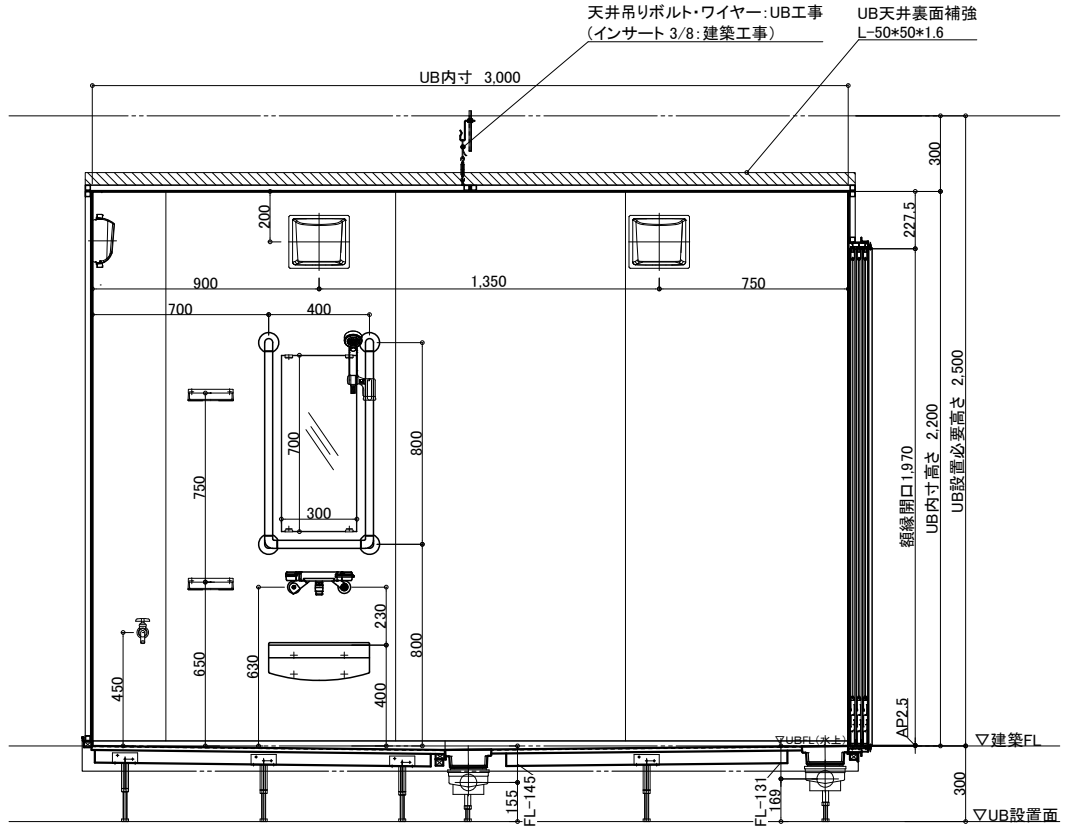 天井吊りボルト・ワイヤー:UB工事
(インサート 3/8:建築工事)
UB天井裏面補強
L-50*50*1.6
UB内寸 3,000
300
200
227.5
900
1,350
750
700
400
750
700
800
300
額縁開口1,970
UB内寸高さ 2,200
UB設置必要高さ 2,500
450
650
630
230
400
800
AP2.5
▽UBFL(水上)
▽建築FL
155
FL-145
FL-131
169
300
▽UB設置面